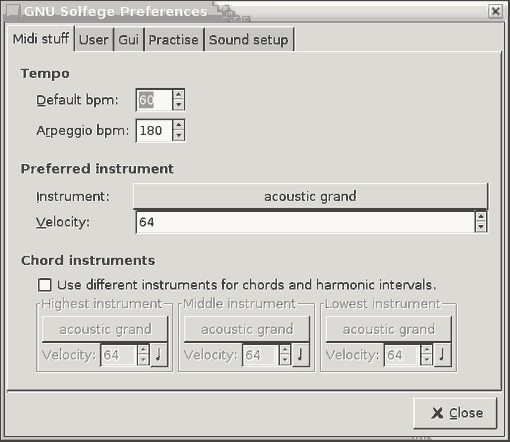 GNU Solfege Preferences
Midi stuff User Gui Practise Sound setup
Tempo
Default bpm: 60
Arpeggio bpm: 180
Preferred instrument
Instrument: acoustic grand
Velocity: 64
Chord instruments
Use different instruments for chords and harmonic intervals.
Highest instrument Middle instrument Lowest instrument
acoustic grand acoustic grand acoustic grand
Velocity: 64 Velocity: 64 Velocity: 64
Close